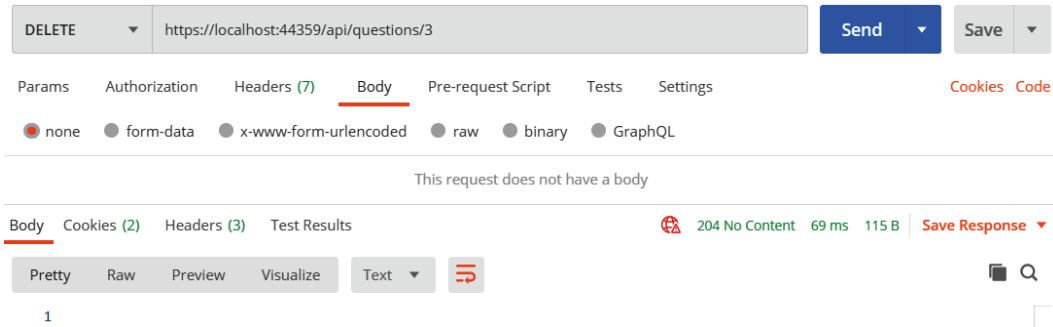 DELETE https://localhost:44359/api/questions/3 Send Save
Params Authorization Headers (7) Body Pre-request Script Tests Settings Cookies Code
none form-data x-www-form-urlencoded raw binary GraphQL
This request does not have a body
Body Cookies (2) Headers (3) Test Results 204 No Content 69 ms 115 B Save Response
Pretty Raw Preview Visualize Text
1